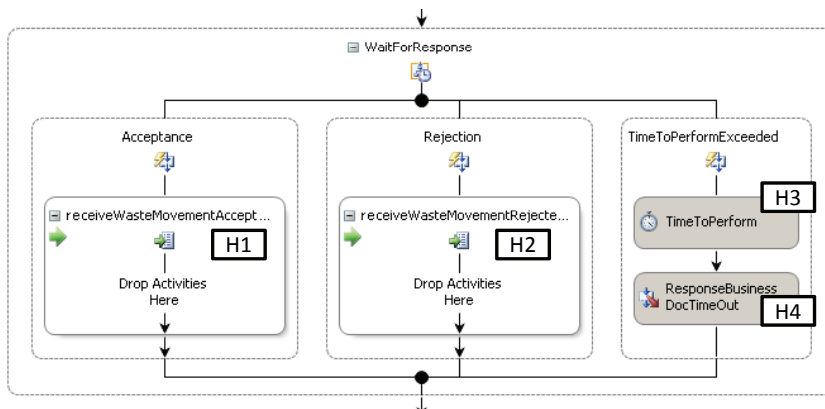 WaitForResponse
Acceptance
Rejection
TimeToPerformExceeded
receiveWasteMovementAccept ...
H1
Drop Activities
Here
receiveWasteMovementRejecte...
H2
Drop Activities
Here
H3
TimeToPerform
ResponseBusiness
DocTimeOut
H4